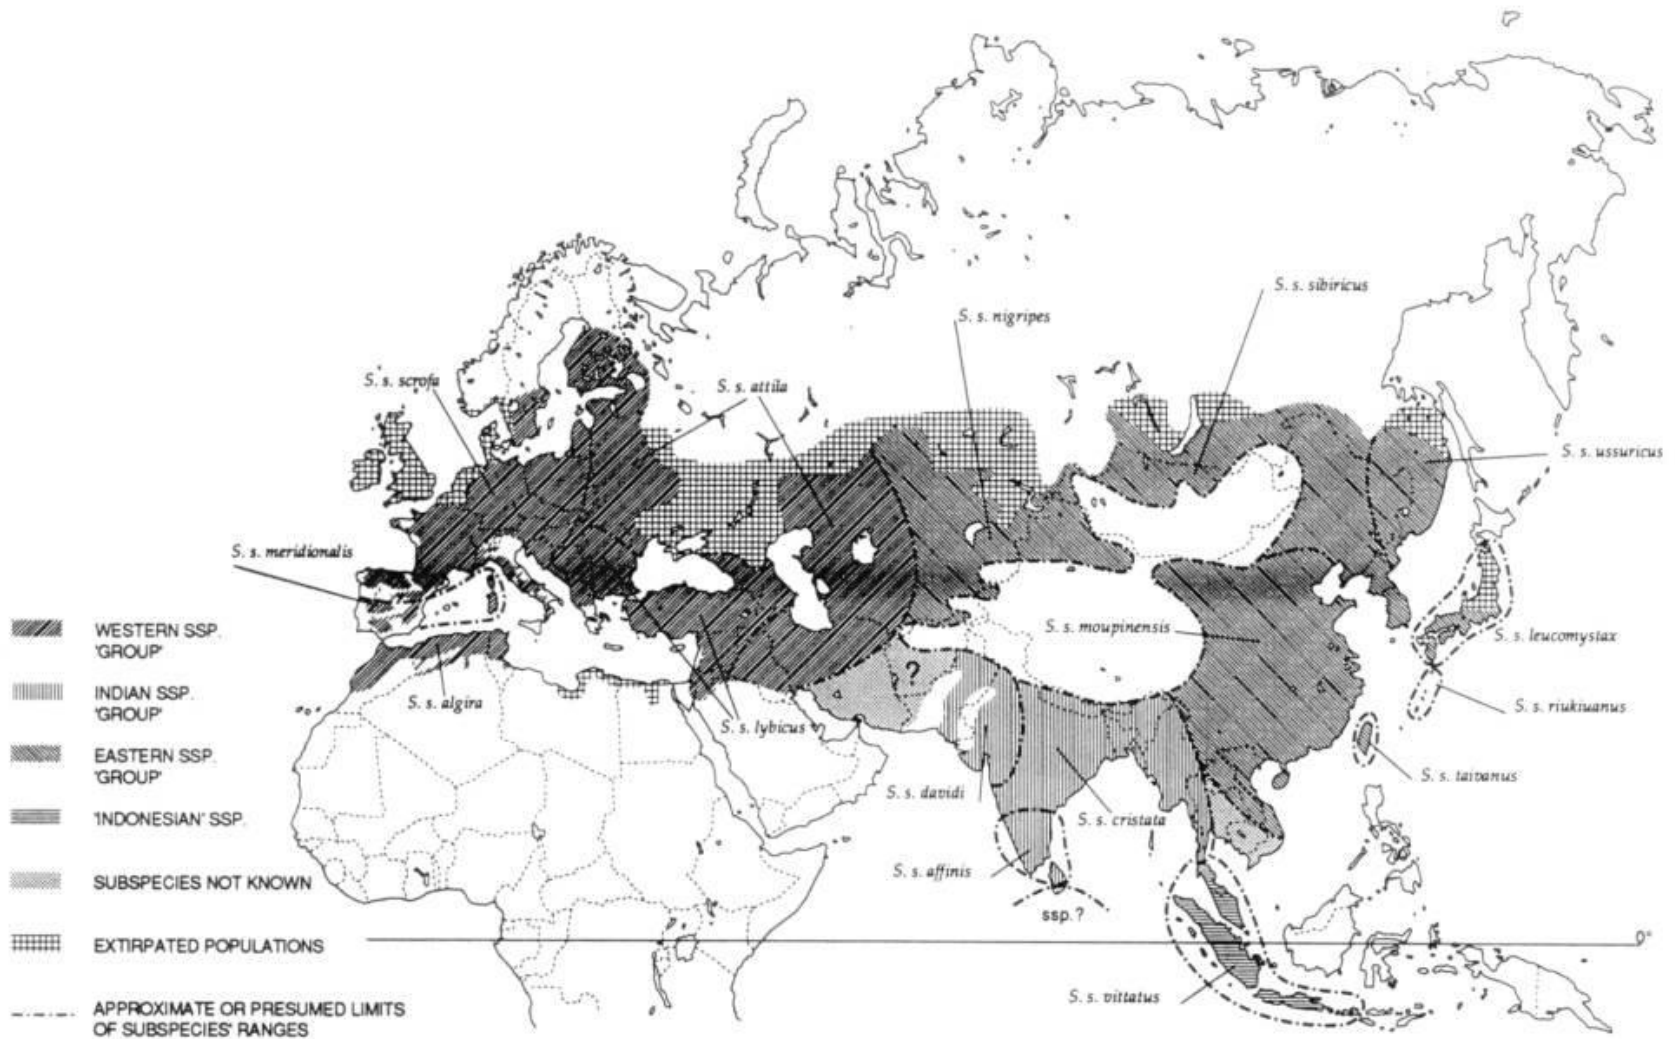 S. s. sibiricus
S. s. nigripes
S. s. scrofa
S. s. attila
S. s. ussuricus
S. s. meridionalis
S. s. moupinensis
S. s. leucomystax
?
S. s. algira
S. s. lybicus
S. s. riukiuanus
S. s. taivanus
S. s. davidi
S. s. cristata
S. s. affinis
ssp.?
0°
S. s. vittatus
WESTERN SSP.
'GROUP'
INDIAN SSP.
'GROUP'
EASTERN SSP.
'GROUP'
'INDONESIAN' SSP.
SUBSPECIES NOT KNOWN
EXTIRPATED POPULATIONS
APPROXIMATE OR PRESUMED LIMITS
OF SUBSPECIES' RANGES